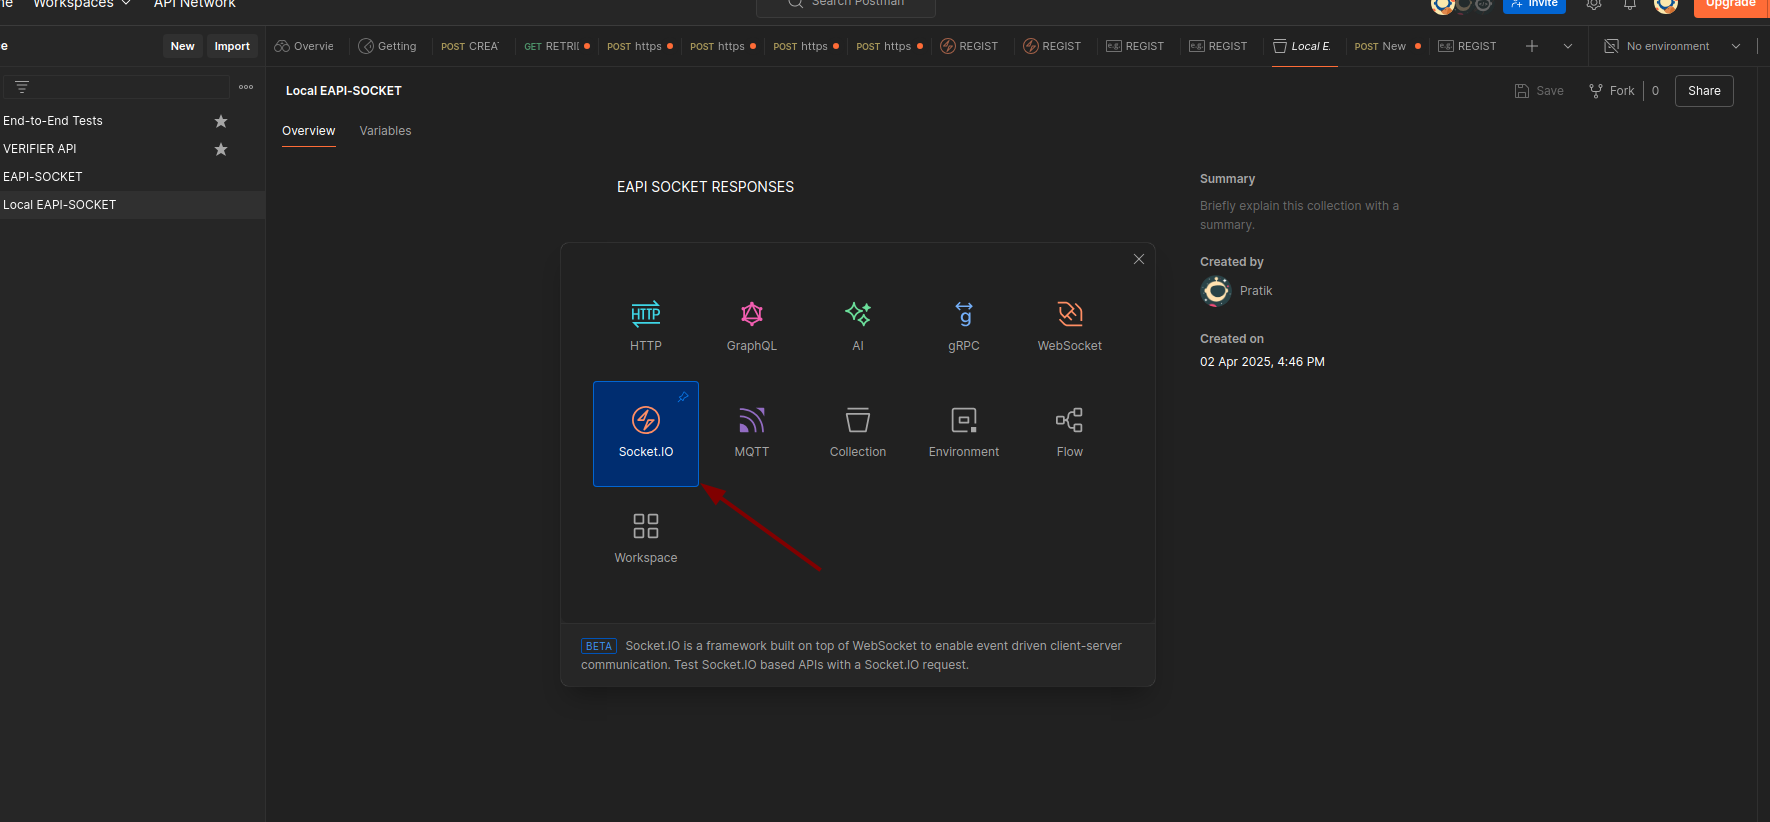 Workspaces
API Network
Search Postman
Invite
Upgrade
New
Import
Overvie
Getting
POST CREA
GET RETRI
POST https
POST https
POST https
POST https
REGIST
REGIST
REGIST
REGIST
Local E.
POST New
REGIST
No environment
Local EAPI-SOCKET
Save
Fork
0
Share
End-to-End Tests
VERIFIER API
EAPI-SOCKET
Local EAPI-SOCKET
Overview
Variables
EAPI SOCKET RESPONSES
Summary
Briefly explain this collection with a
summary.
Created by
Pratik
Created on
02 Apr 2025, 4:46 PM
HTTP
HTTP
GraphQL
AI
g
gRPC
WebSocket
Socket.IO
MQTT
Collection
Environment
Flow
Workspace
BETA Socket.IO is a framework built on top of WebSocket to enable event driven client-server
communication. Test Socket.IO based APIs with a Socket.IO request.